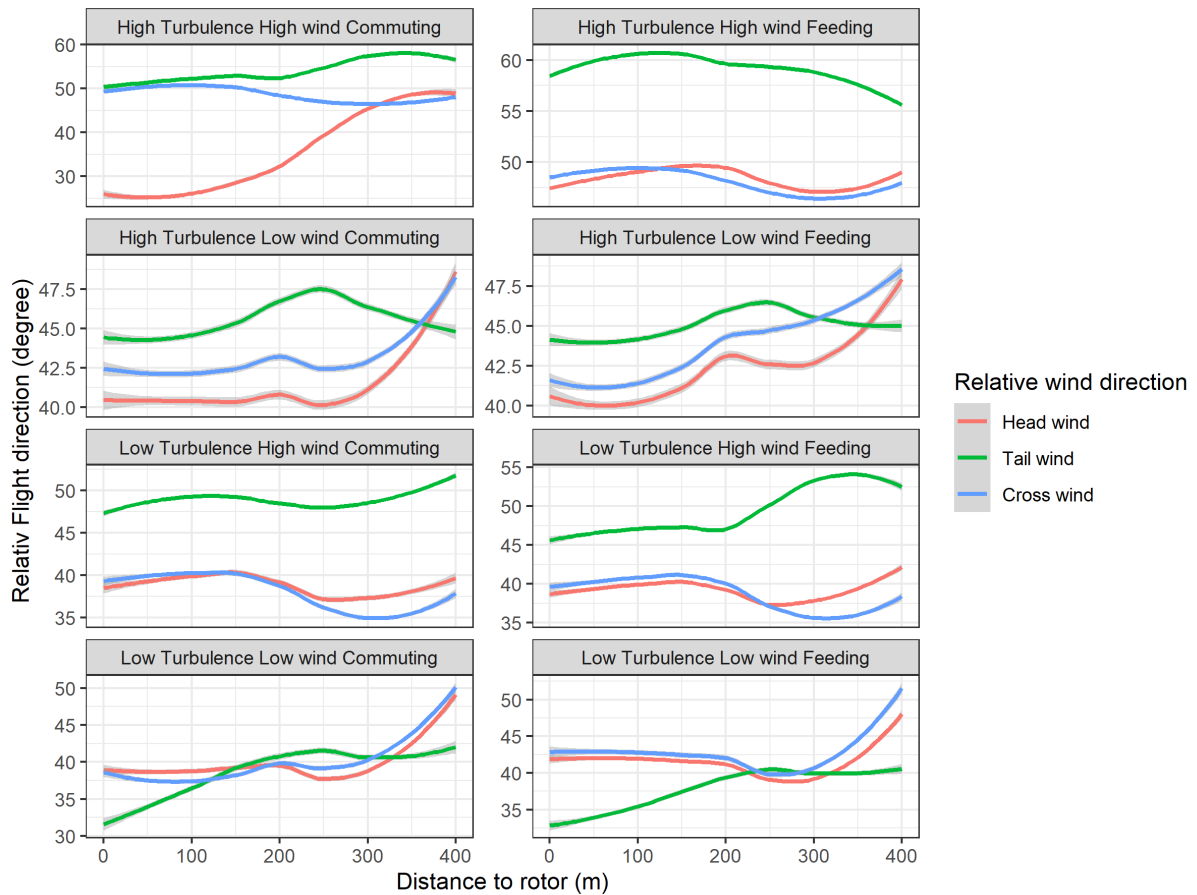 High Turbulence High wind Commuting
High Turbulence High wind Feeding
60
50
40
30
60
55
50
High Turbulence Low wind Commuting
High Turbulence Low wind Feeding
47.5
45.0
42.5
40.0
47.5
45.0
42.5
40.0
Low Turbulence High wind Commuting
Low Turbulence High wind Feeding
50
45
40
35
55
50
45
40
35
Low Turbulence Low wind Commuting
Low Turbulence Low wind Feeding
50
45
40
35
30
50
45
40
35
0 100 200 300 400
0 100 200 300 400
Distance to rotor (m)
Relativ Flight direction (degree)
Relative wind direction
Head wind
Tail wind
Cross wind